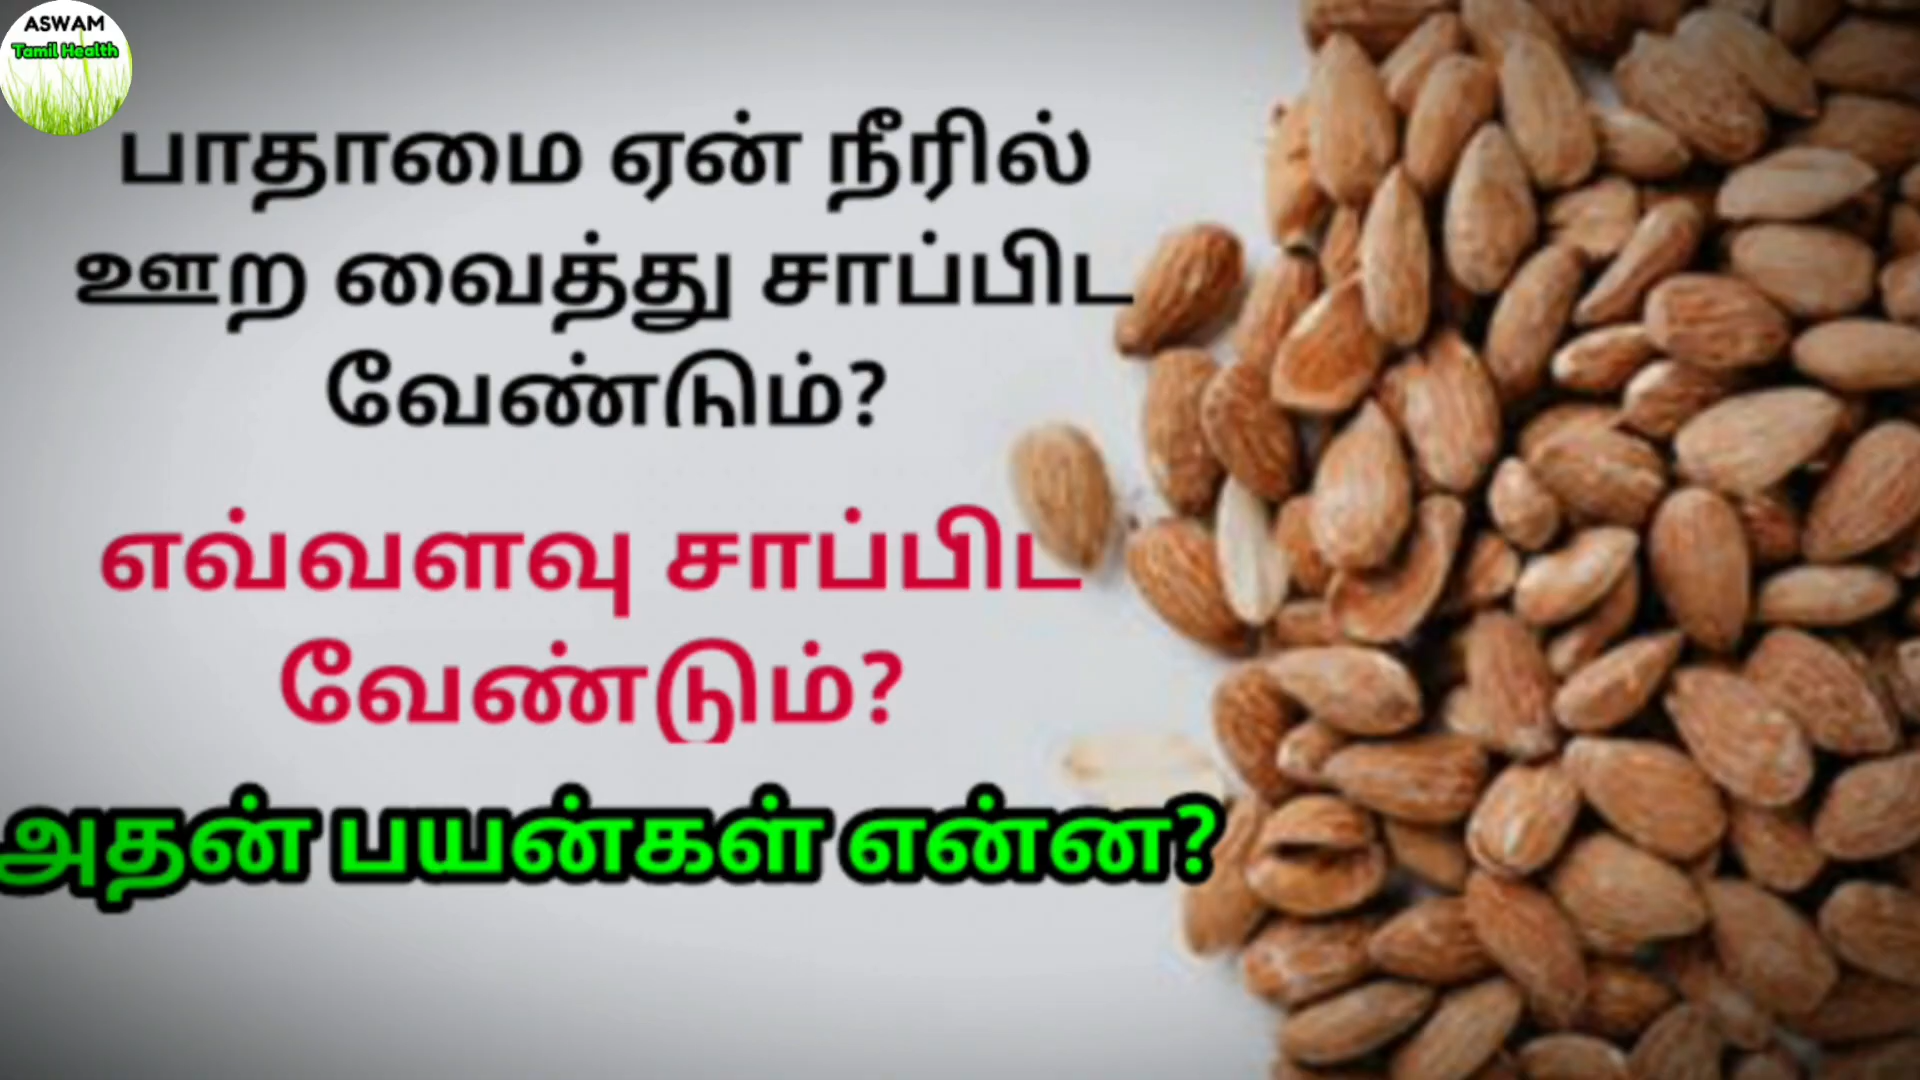 ASWAM
Tamil Health
பாதாமை ஏன் நீரில்
ஊற வைத்து சாப்பிட
வேண்டும்?
எவ்வளவு சாப்பிட
வேண்டும்?
அதன் பயன்கள் என்ன?